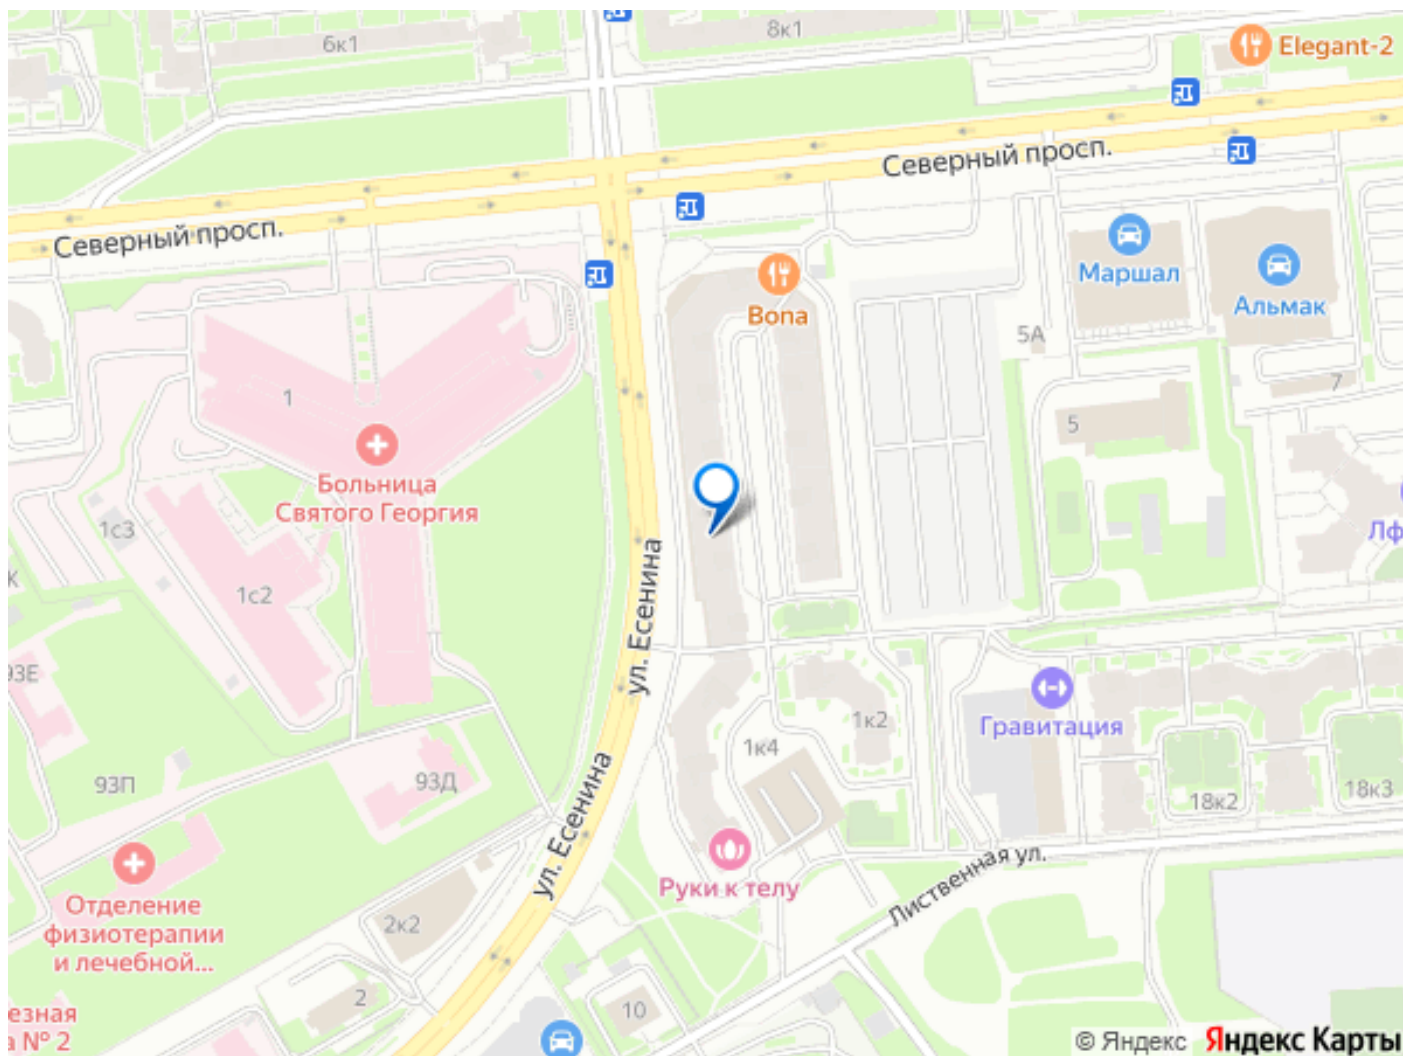 6к1
8к1
Elegant-2
Северный просп.
Северный просп.
Маршал
Альмак
Вопа
5А
7
1
5
Больница
Святого Георгия
1с3
1с2
ул. Есенина
93Е
Гравитация
1к2
1к4
93П
93Д
18к2
18к3
ул. Есенина
Руки к телу
Лиственная ул.
Отделение
физиотерапии
и лечебной...
2к2
2
10
№ 2
© Яндекс Яндекс Карты